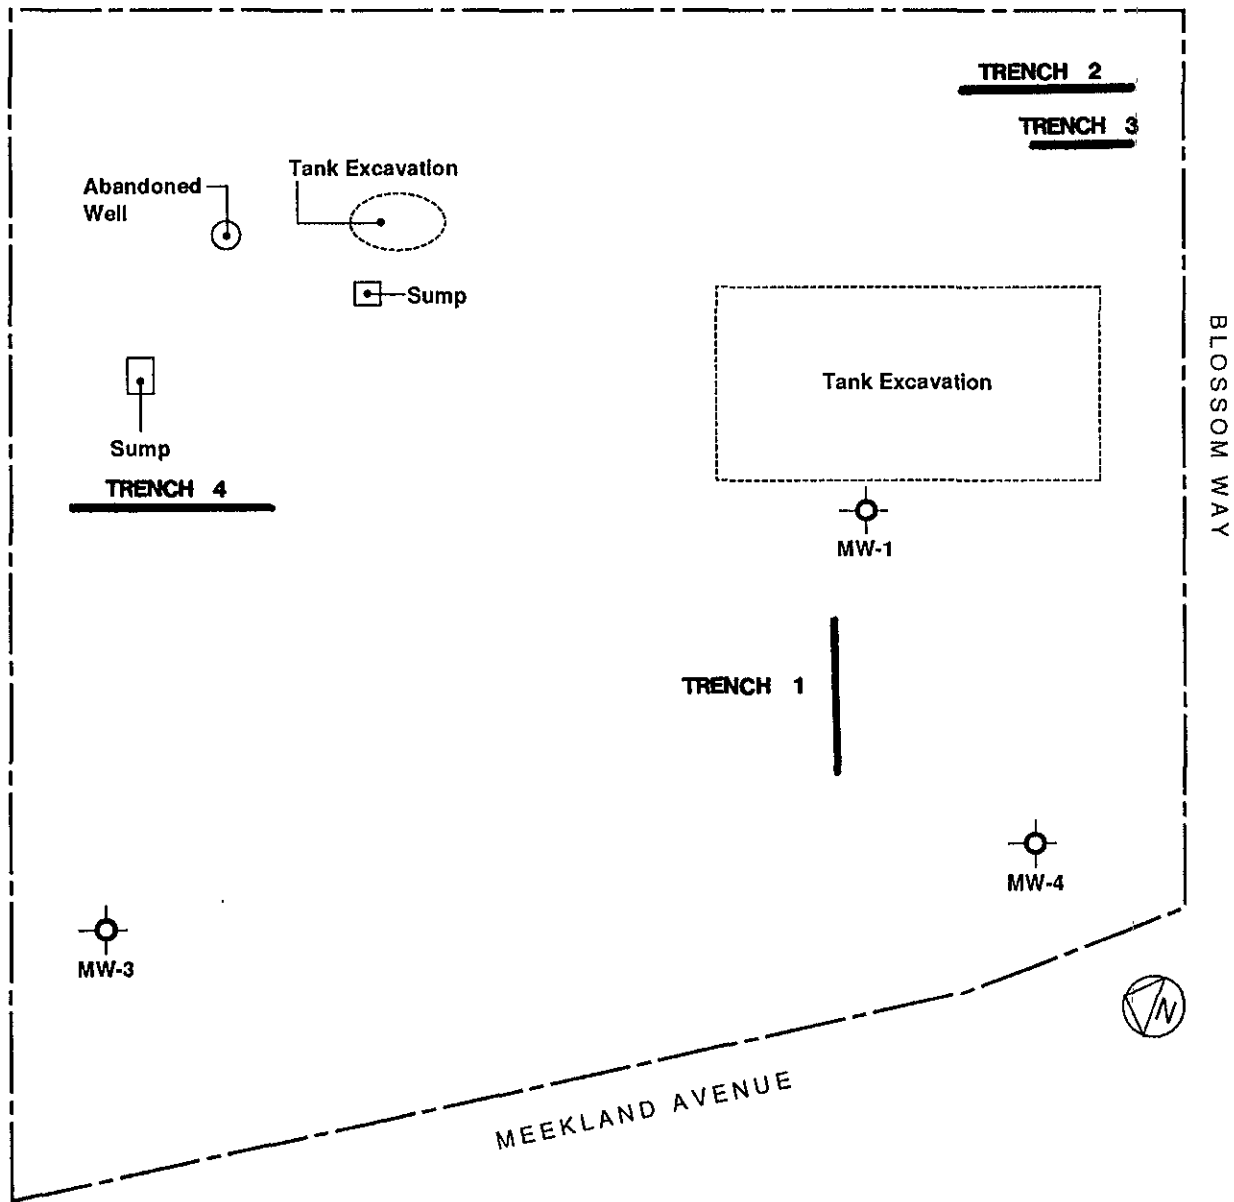 TRENCH 2
TRENCH 3
Tank Excavation
Abandoned
Well
Sump
BLOSSOM WAY
Tank Excavation
Sump
TRENCH 4
MW-1
TRENCH 1
MW-4
MW-3
N
MEEKLAND AVENUE